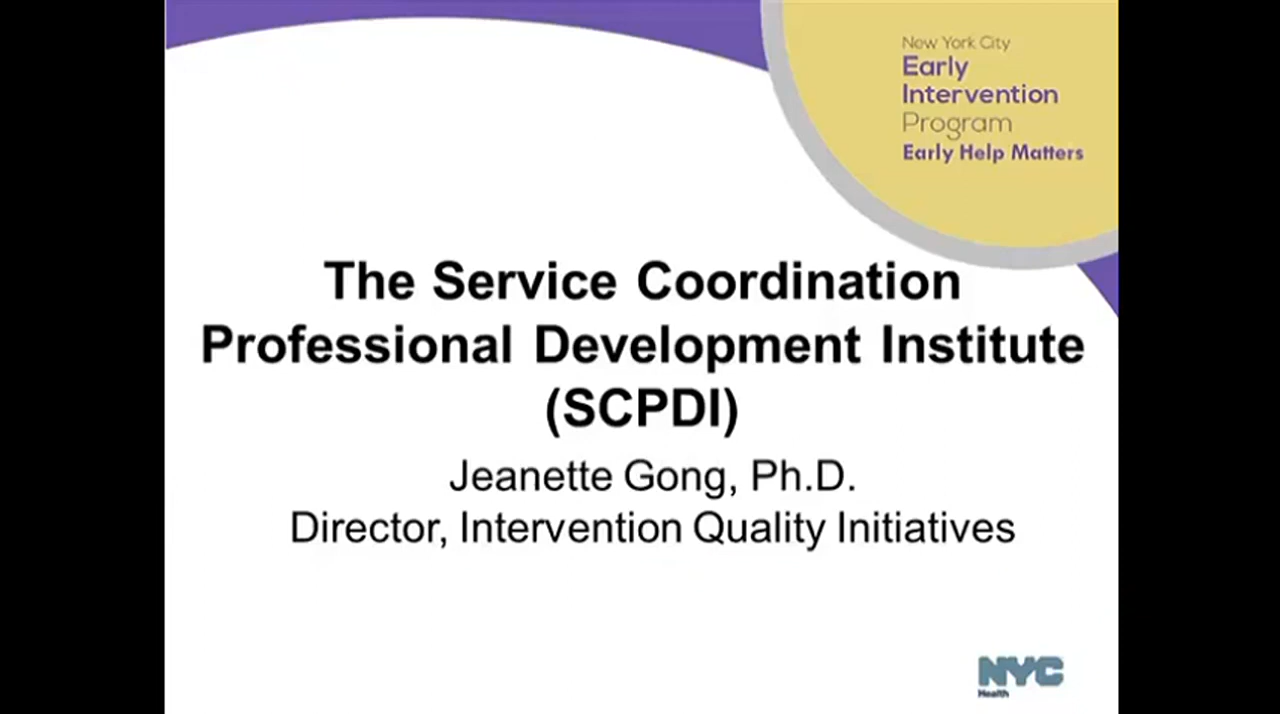 New York City
Early
Intervention
Program
Early Help Matters
The Service Coordination
Professional Development Institute
(SCPDI)
Jeanette Gong, Ph.D.
Director, Intervention Quality Initiatives
NYC
Health